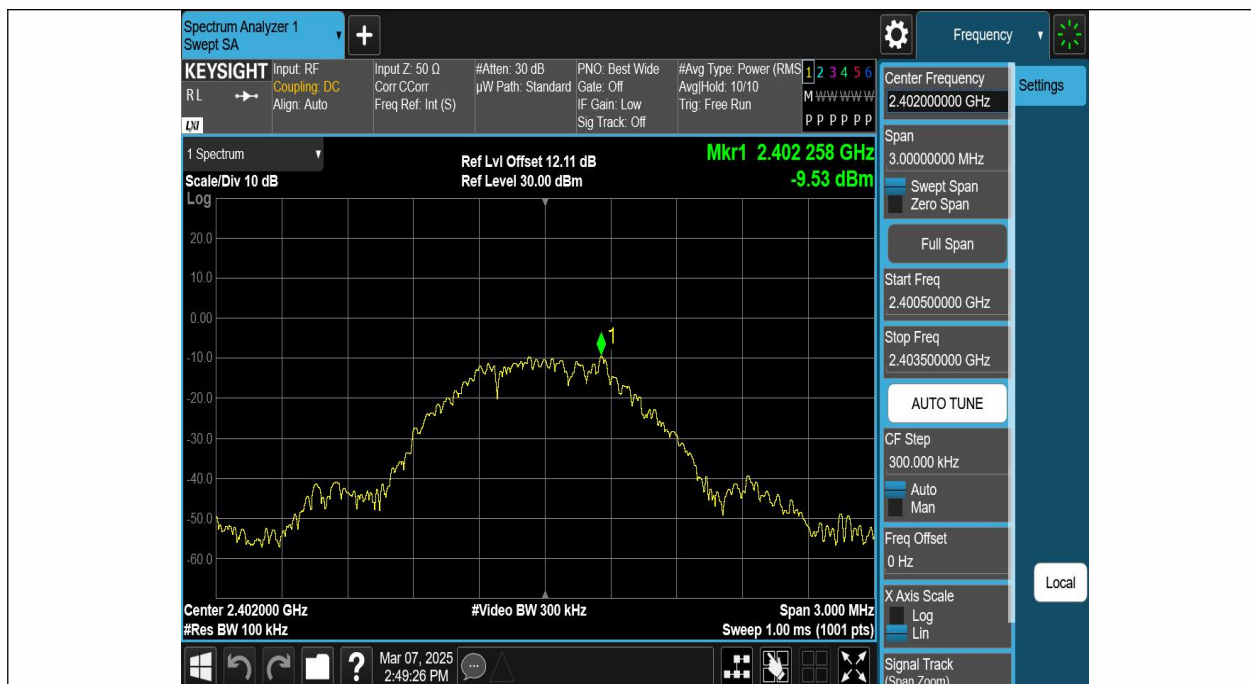 Spectrum Analyzer 1
Swept SA
Frequency
KEYSIGHT
RL
LXI
Input: RF
Coupling: DC
Align: Auto
Input Z: 50 Ω
Corr CCorr
Freq Ref: Int (S)
#Atten: 30 dB
µW Path: Standard
PNO: Best Wide
Gate: Off
IF Gain: Low
Sig Track: Off
#Avg Type: Power (RMS
Avg|Hold: 10/10
Trig: Free Run
1 2 3 4 5 6
M W W W W W
P P P P P P
1 Spectrum
Scale/Div 10 dB
Log
Ref Lvl Offset 12.11 dB
Ref Level 30.00 dBm
Mkr1 2.402 258 GHz
-9.53 dBm
20.0
10.0
0.00
-10.0
-20.0
-30.0
-40.0
-50.0
-60.0
1
Center 2.402000 GHz
#Res BW 100 kHz
#Video BW 300 kHz
Span 3.000 MHz
Sweep 1.00 ms (1001 pts)
?
Mar 07, 2025
2:49:26 PM
Center Frequency
2.402000000 GHz
Settings
Span
3.00000000 MHz
Swept Span
Zero Span
Full Span
Start Freq
2.400500000 GHz
Stop Freq
2.403500000 GHz
AUTO TUNE
CF Step
300.000 kHz
Auto
Man
Freq Offset
0 Hz
Local
X Axis Scale
Log
Lin
Signal Track
(Span Zoom)